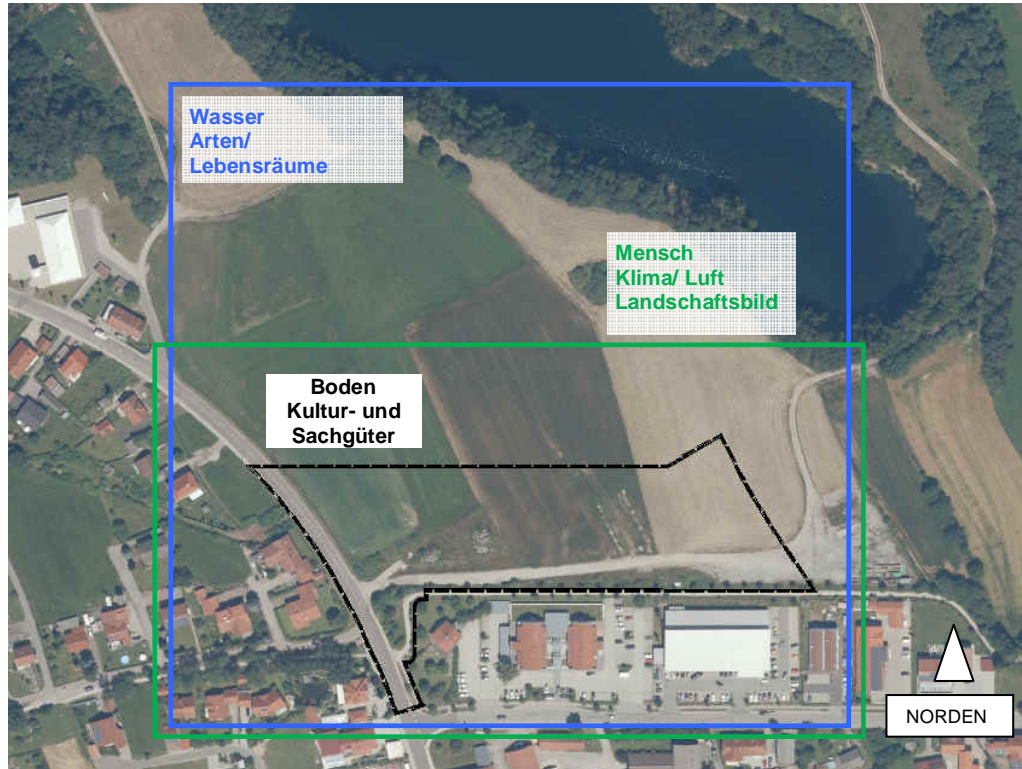 Wasser
Arten/
Lebensräume
Mensch
Klima/ Luft
Landschaftsbild
Boden
Kultur- und
Sachgüter
NORDEN